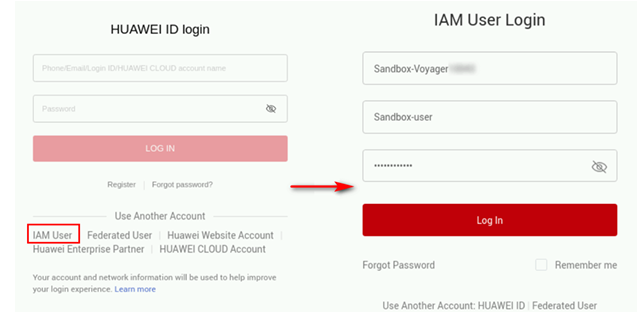 HUAWEI ID login
Phone/Email/Login ID/HUAWEI CLOUD account name
Password
LOG IN
Register | Forgot password?
Use Another Account
IAM User | Federated User | Huawei Website Account |
Huawei Enterprise Partner | HUAWEI CLOUD Account
Your account and network information will be used to help improve
your login experience. Learn more
IAM User Login
Sandbox-Voyager
Sandbox-user
••••••••••••
Log In
Forgot Password
Remember me
Use Another Account: HUAWEI ID | Federated User